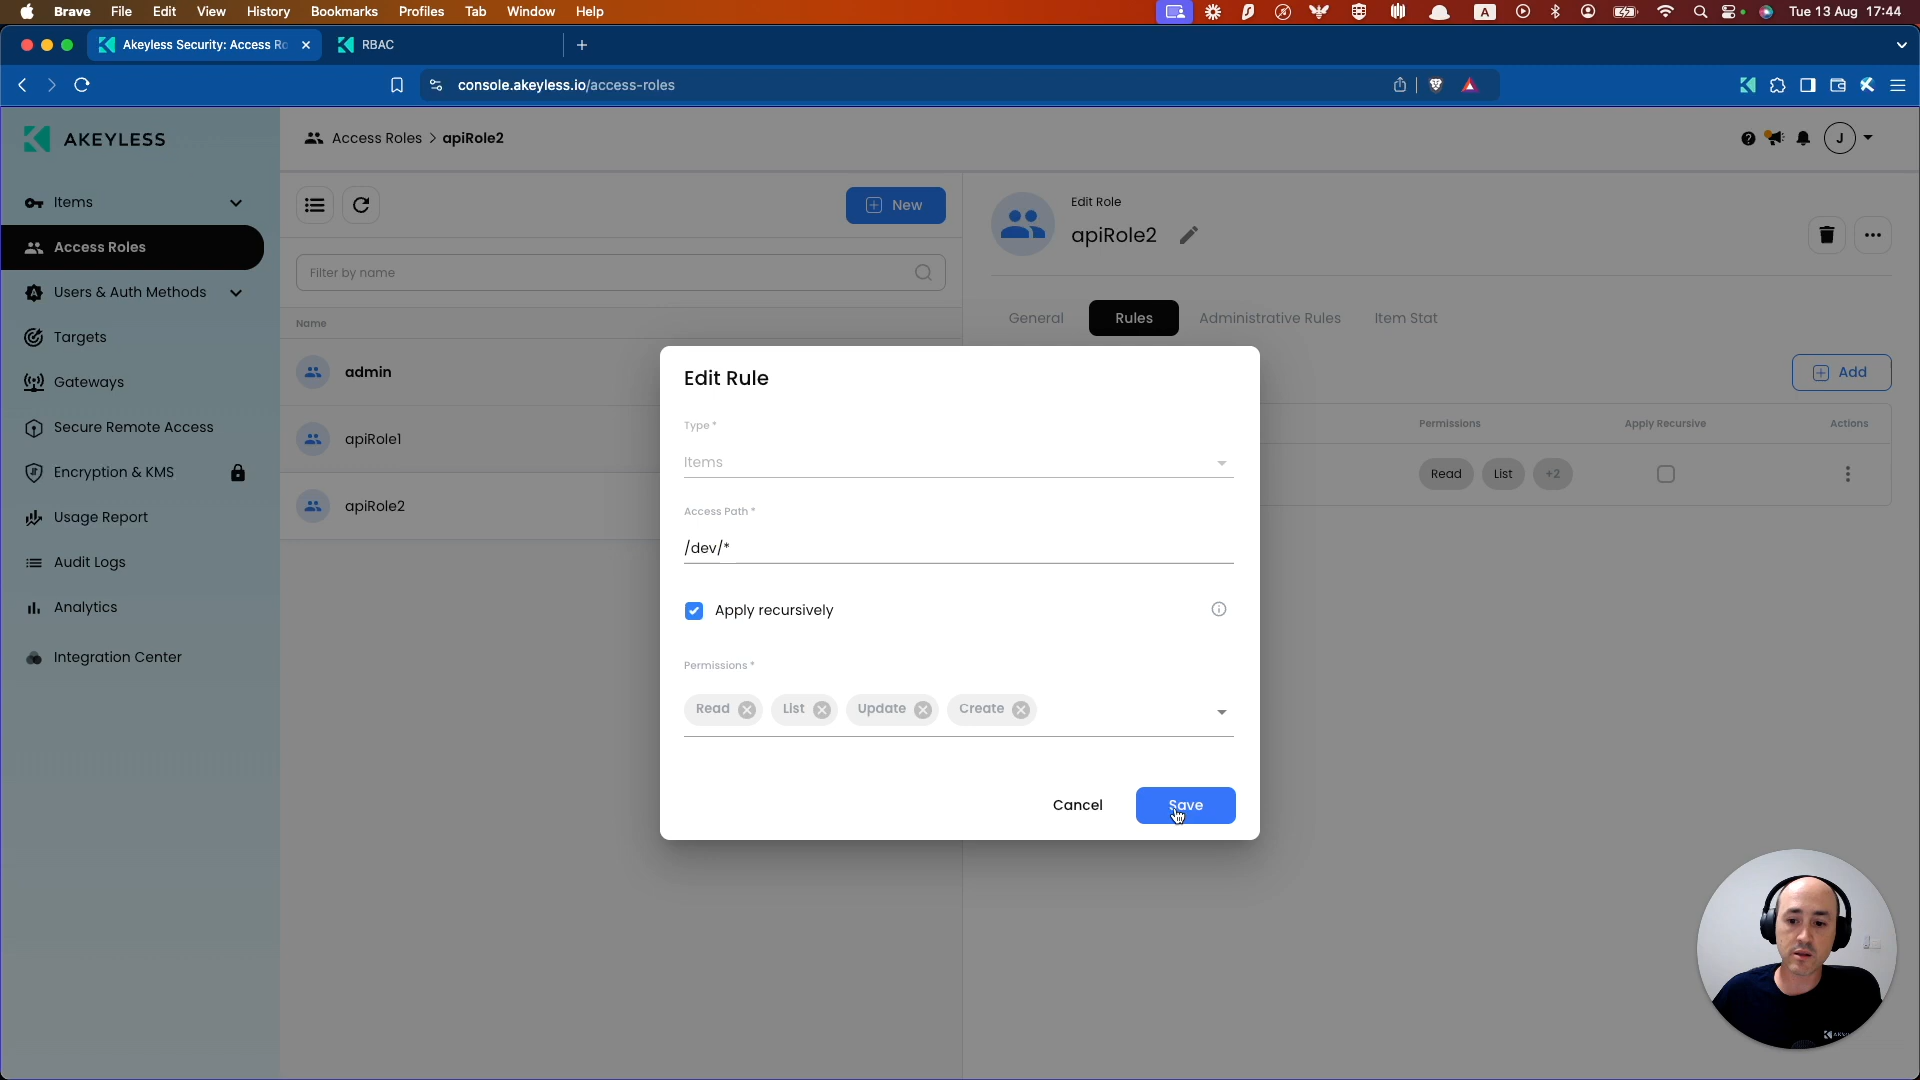 Brave File Edit View History Bookmarks Profiles Tab Window Help
A
Tue 13 Aug 17:44
Akeyless Security: Access Ro
RBAC
console.akeyless.io/access-roles
AKEYLESS
Access Roles > apiRole2
J
Items
Access Roles
Users & Auth Methods
Targets
Gateways
Secure Remote Access
Encryption & KMS
Usage Report
Audit Logs
Analytics
Integration Center
New
Filter by name
Name
admin
apiRole1
apiRole2
Edit Role
apiRole2
General
Rules
Administrative Rules
Item Stat
Add
Permissions
Apply Recursive
Actions
Read
List
+2
Edit Rule
Type *
Items
Access Path *
/dev/*
Apply recursively
Permissions *
Read
List
Update
Create
Cancel
Save